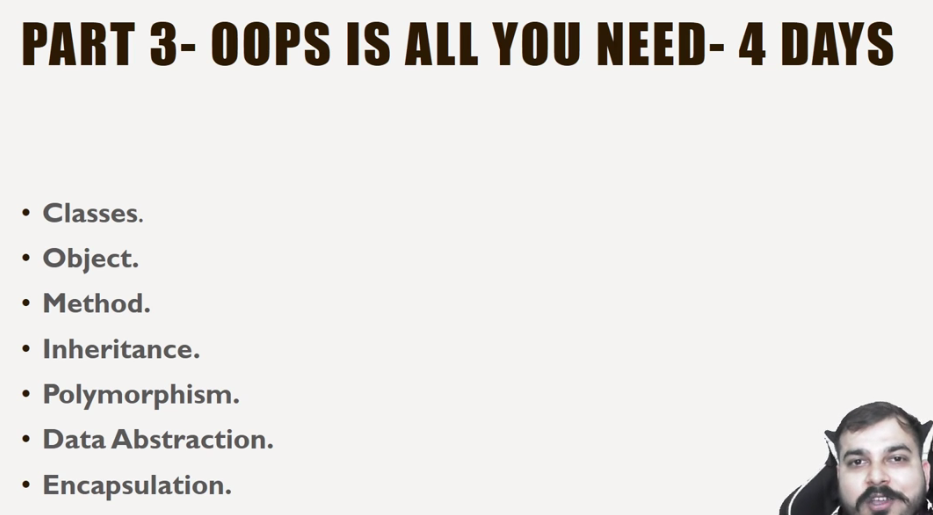 PART 3- OOPS IS ALL YOU NEED- 4 DAYS
• Classes.
• Object.
• Method.
• Inheritance.
• Polymorphism.
• Data Abstraction.
• Encapsulation.